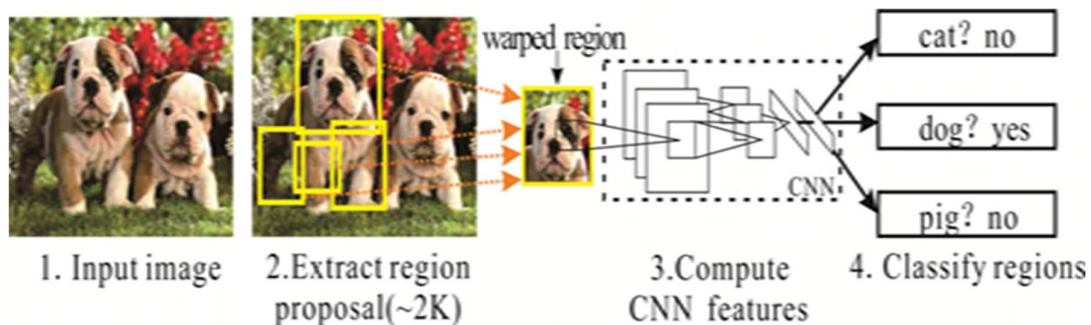 warped region
cat? no
dog? yes
pig? no
CNN
1. Input image
2.Extract region
proposal(~2K)
3.Compute
CNN features
4. Classify regions